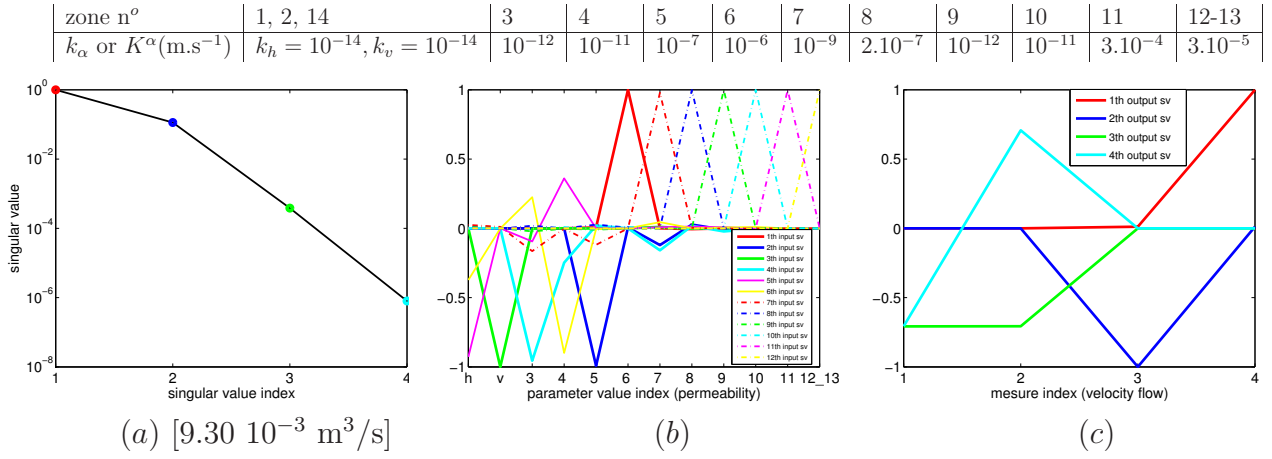 zone nᵒ 1, 2, 14 3 4 5 6 7 8 9 10 11 12-13
k_α or K^α(m.s⁻¹) k_h = 10⁻¹⁴, k_v = 10⁻¹⁴ 10⁻¹² 10⁻¹¹ 10⁻⁷ 10⁻⁶ 10⁻⁹ 2.10⁻⁷ 10⁻¹² 10⁻¹¹ 3.10⁻⁴ 3.10⁻⁵
10⁰
10⁻²
10⁻⁴
10⁻⁶
10⁻⁸
singular value
1 2 3 4
singular value index
(a) [9.30 10⁻³ m³/s]
1
0.5
0
−0.5
−1
1th input sv
2th input sv
3th input sv
4th input sv
5th input sv
6th input sv
7th input sv
8th input sv
9th input sv
10th input sv
11th input sv
12th input sv
h v 3 4 5 6 7 8 9 10 11 12_13
parameter value index (permeability)
(b)
1
0.5
0
−0.5
−1
1th output sv
2th output sv
3th output sv
4th output sv
1 2 3 4
mesure index (velocity flow)
(c)